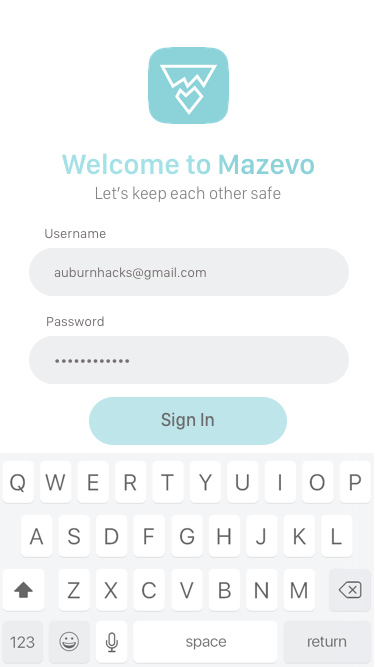 Welcome to Mazevo
Let's keep each other safe
Username
auburnhacks@gmail.com
Password
••••••••••••
Sign In
Q W E R T Y U I O P
A S D F G H J K L
Z X C V B N M
123 space return